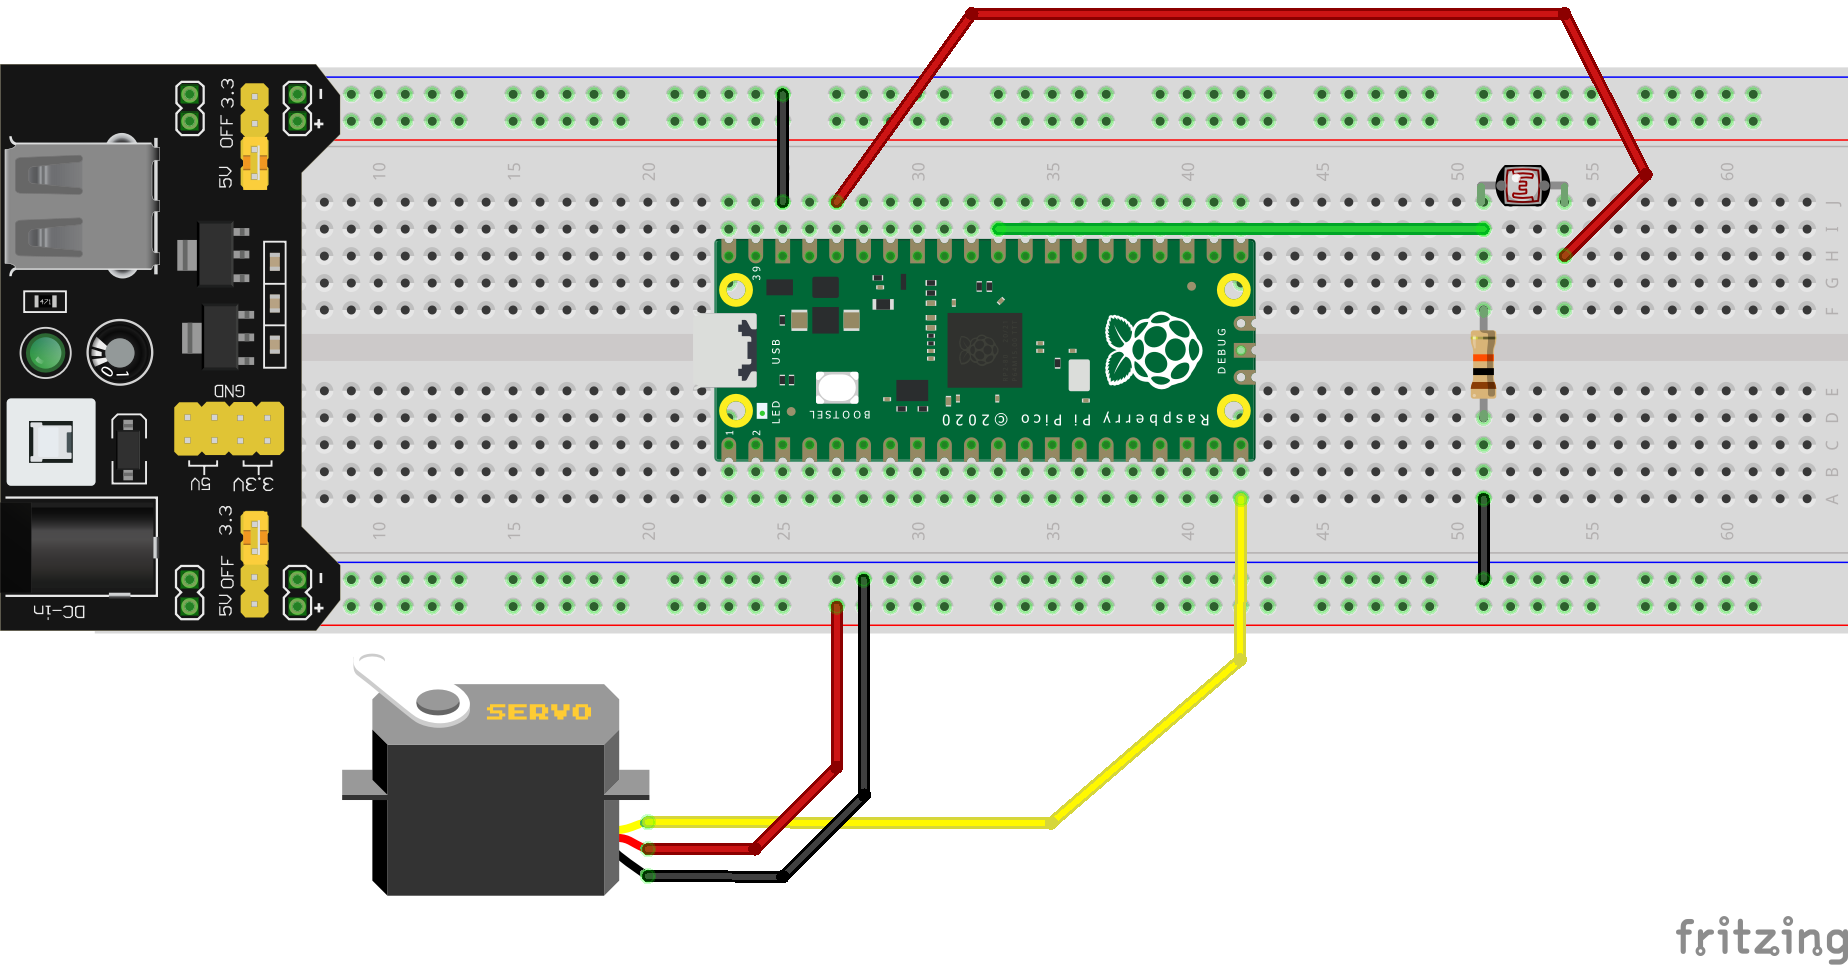 3.3
OFF
5V
-
+
10 15 20 25 30 35 40 45 50 55 60
J
I
H
G
F
39
USB
DEBUG
BOOTSEL
LED
1
2
Raspberry Pi Pico ©2020
471
01
GND
5V
3.3V
E
D
C
B
A
3.3
OFF
5V
-
+
DC-in
10 15 20 25 30 35 40 45 50 55 60
SERVO
fritzing